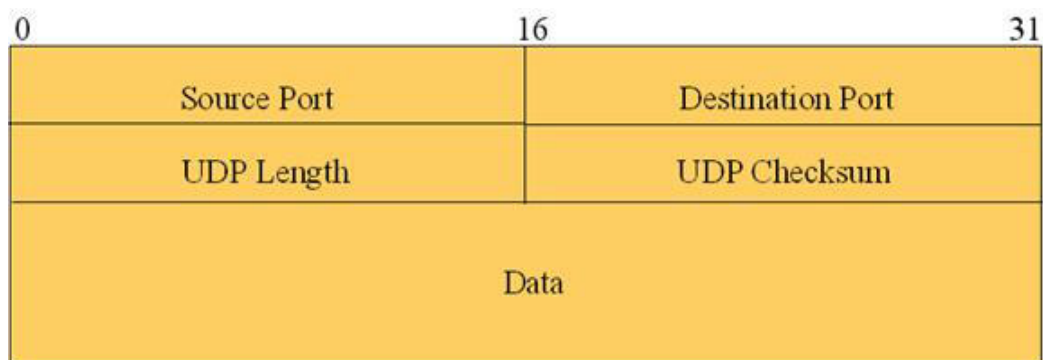 0 16 31
Source Port Destination Port
UDP Length UDP Checksum
Data